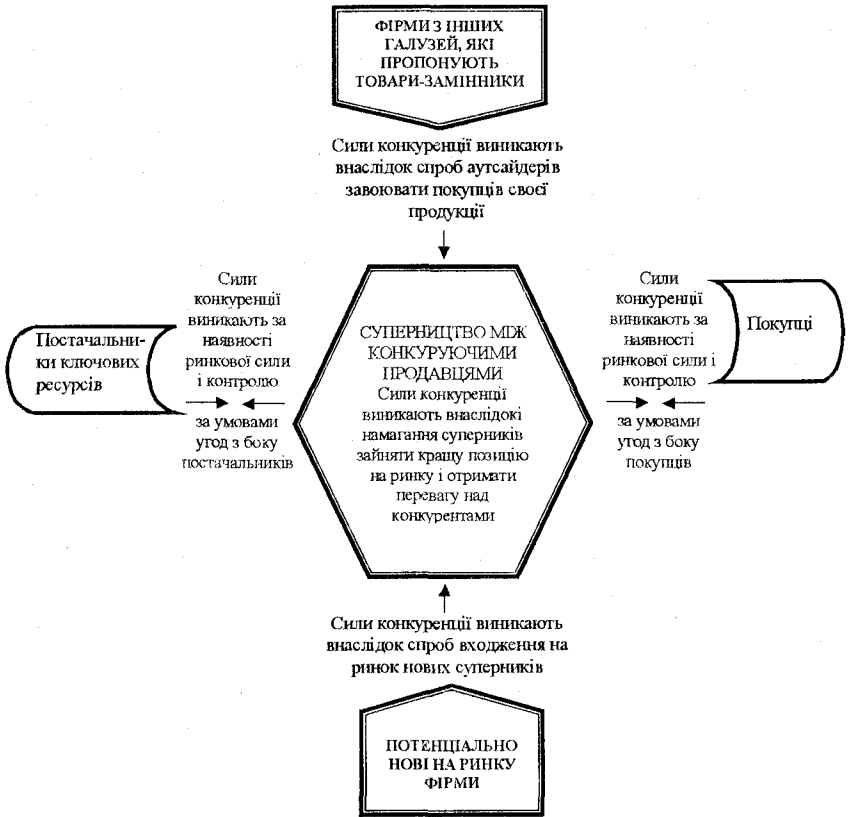 ФІРМИ З ІНШИХ
ГАЛУЗЕЙ, ЯКІ
ПРОПОНУЮТЬ
ТОВАРИ-ЗАМІННИКИ
Сили конкуренції виникають
внаслідок спроб аутсайдерів
завоювати покупців своєї
продукції
Постачальни-
ки ключових
ресурсів
Сили
конкуренції
виникають за
наявності
ринкової сили
і контролю
за умовами
угод з боку
постачальників
СУПЕРНИЦТВО МІЖ
КОНКУРУЮЧИМИ
ПРОДАВЦЯМИ
Сили конкуренції
виникають внаслідокі
намагання суперників
зайняти кращу позицію
на ринку і отримати
перевагу над
конкурентами
Сили
конкуренції
виникають за
наявності
ринкової сили і
контролю
за умовами
угод з боку
покупців
Покупці
Сили конкуренції виникають
внаслідок спроб входження на
ринок нових суперників
ПОТЕНЦІАЛЬНО
НОВІ НА РИНКУ
ФІРМИ